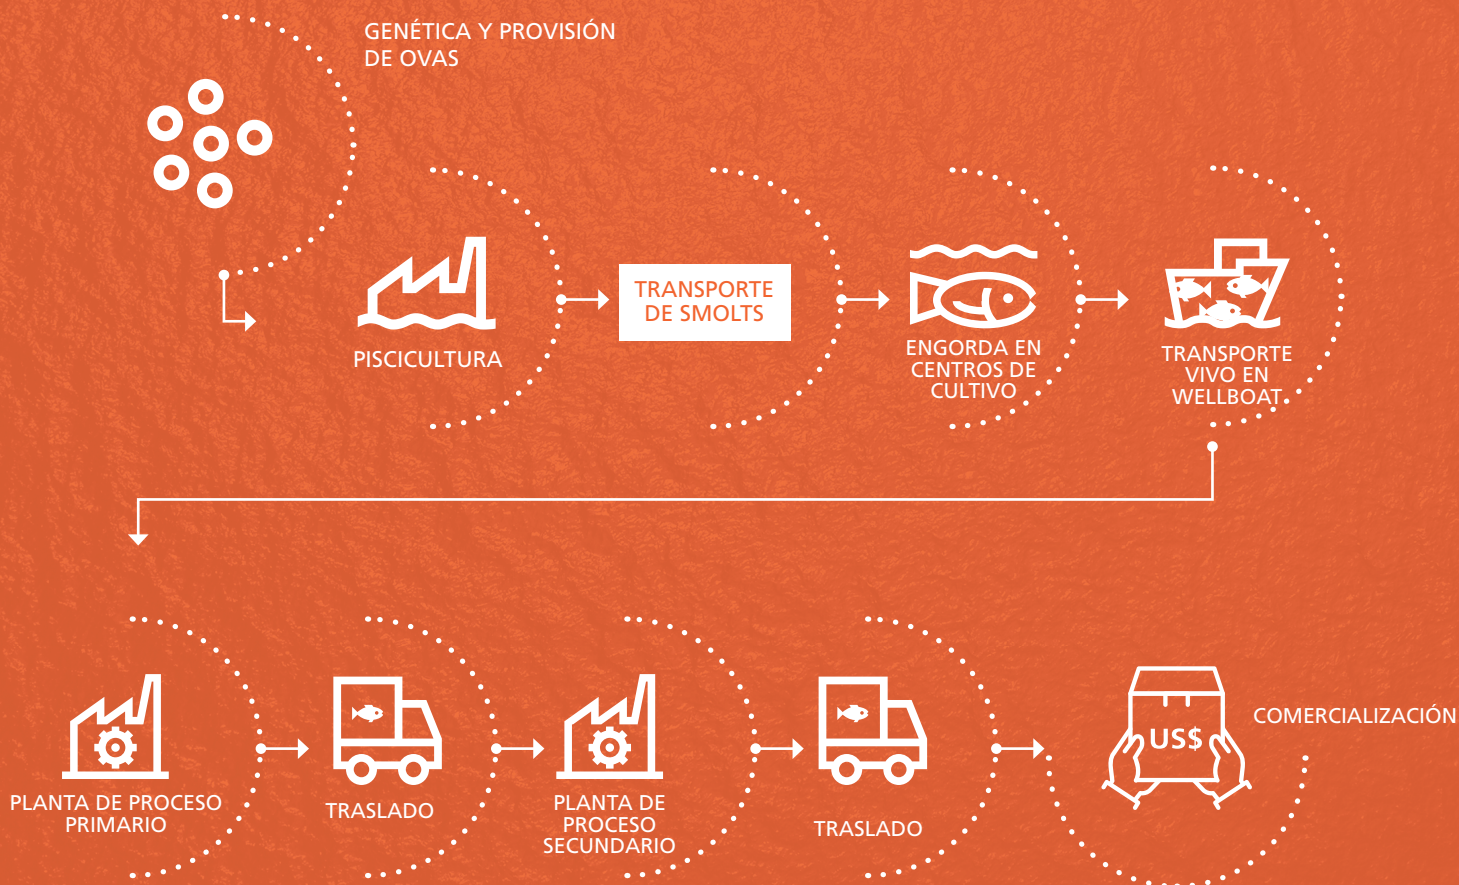 GENÉTICA Y PROVISIÓN
DE OVAS
PISCICULTURA
TRANSPORTE
DE SMOLTS
ENGORDA EN
CENTROS DE
CULTIVO
TRANSPORTE
VIVO EN
WELLBOAT
PLANTA DE PROCESO
PRIMARIO
TRASLADO
PLANTA DE
PROCESO
SECUNDARIO
TRASLADO
US$
COMERCIALIZACIÓN